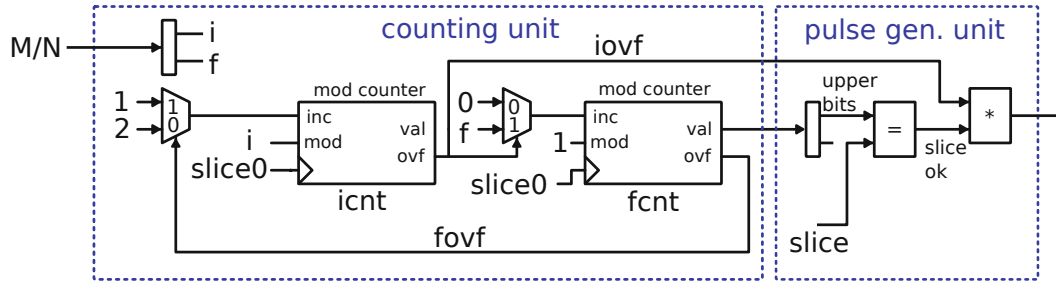 counting unit
pulse gen. unit
M/N
i
f
iovf
1
2
1
0
mod counter
inc
mod
val
ovf
i
slice0
icnt
0
f
0
1
mod counter
inc
mod
val
ovf
1
slice0
fcnt
fovf
upper
bits
=
slice
ok
*
slice